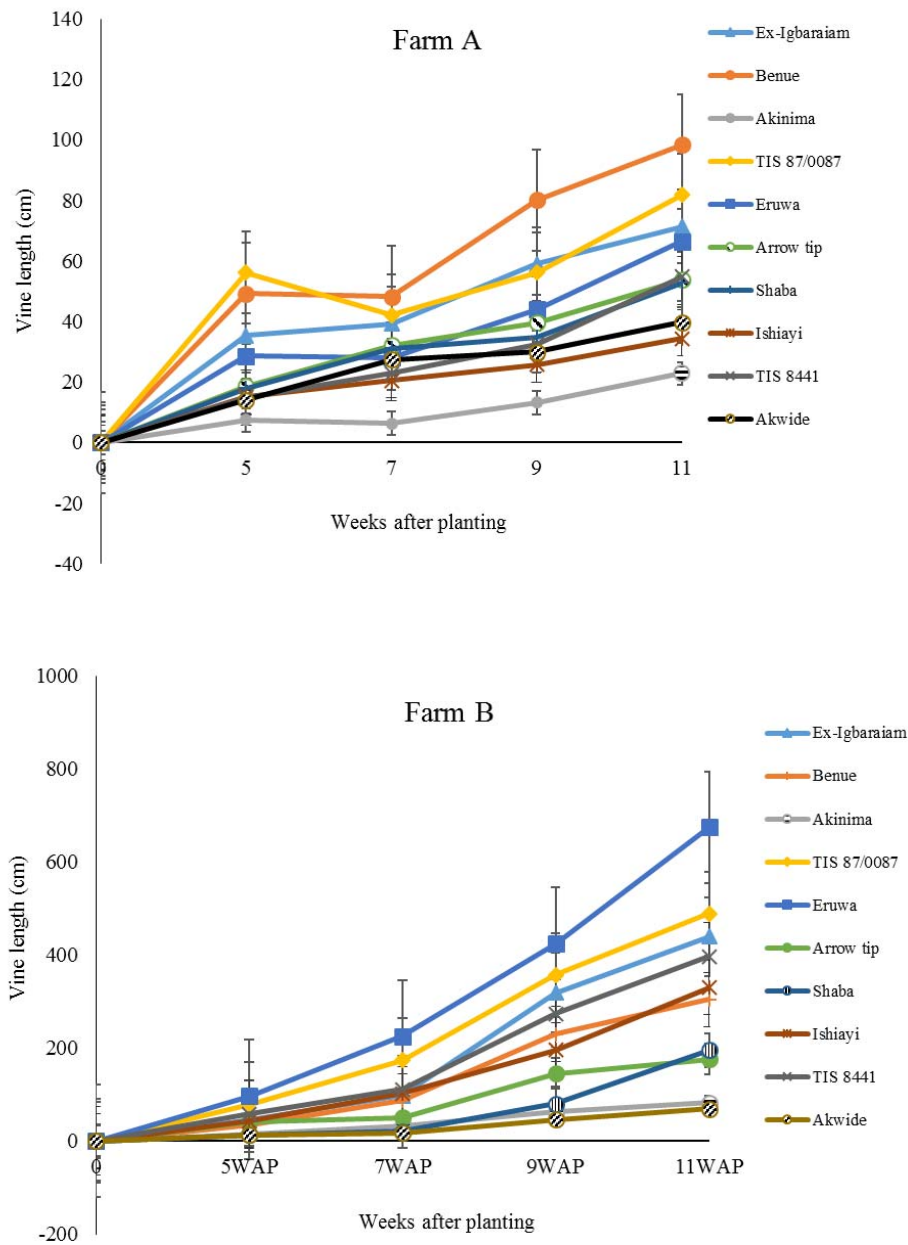 Farm A
140
120
100
80
60
40
20
0
-20
-40
Vine length (cm)
0 5 7 9 11
Weeks after planting
Ex-Igbaraiam
Benue
Akinima
TIS 87/0087
Eruwa
Arrow tip
Shaba
Ishiayi
TIS 8441
Akwide
Farm B
1000
800
600
400
200
0
-200
Vine length (cm)
0 5WAP 7WAP 9WAP 11WAP
Weeks after planting
Ex-Igbaraiam
Benue
Akinima
TIS 87/0087
Eruwa
Arrow tip
Shaba
Ishiayi
TIS 8441
Akwide